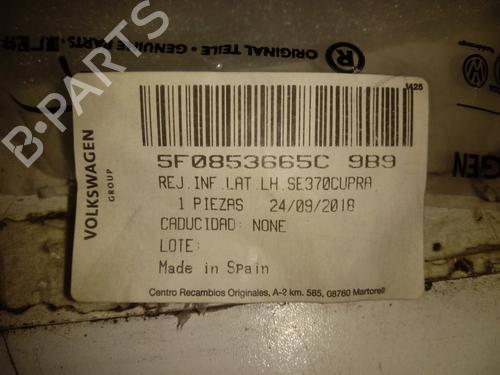 ORIGINAL TEILE · GENUINE PARTS
®
1425
VOLKSWAGEN
GROUP
5F0853665C 9B9
REJ.INF.LAT.LH.SE370CUPRA
1 PIEZAS 24/09/2018
CADUCIDAD: NONE
LOTE:
Made in Spain
Centro Recambios Originales, A-2 km. 585, 08760 Martorell
B-PARTS